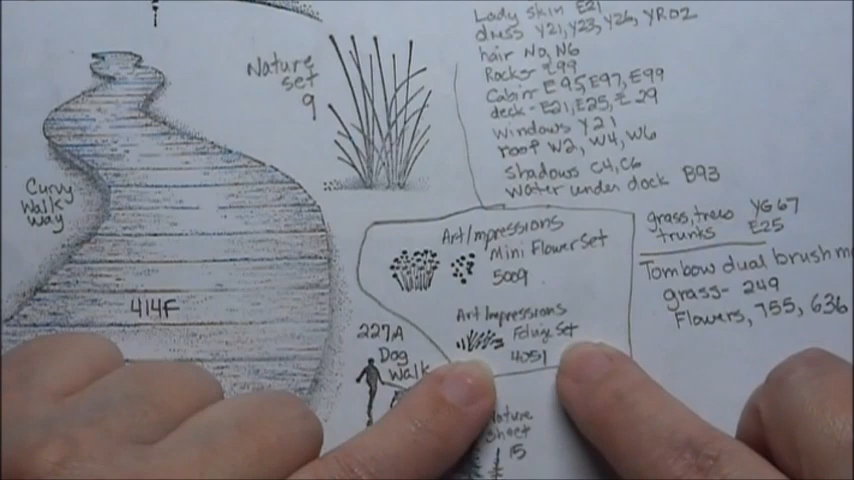 Lady skin E21
dress Y21, Y23, Y26, YR02
hair N0, N6
Rocks E99
Cabin E95, E97, E99
deck - E21, E25, E29
windows Y21
roof W2, W4, W6
shadows C4, C6
water under dock B93
Nature
set
9
Curvy
Walk
way
414F
grass, trees YG67
trunks E25
Art Impressions
Mini Flower Set
5009
Art Impressions
Foliage Set
4051
Tombow dual brush
grass - 249
Flowers, 755, 636
227A
Dog
Walk
Nature
Sheet
15